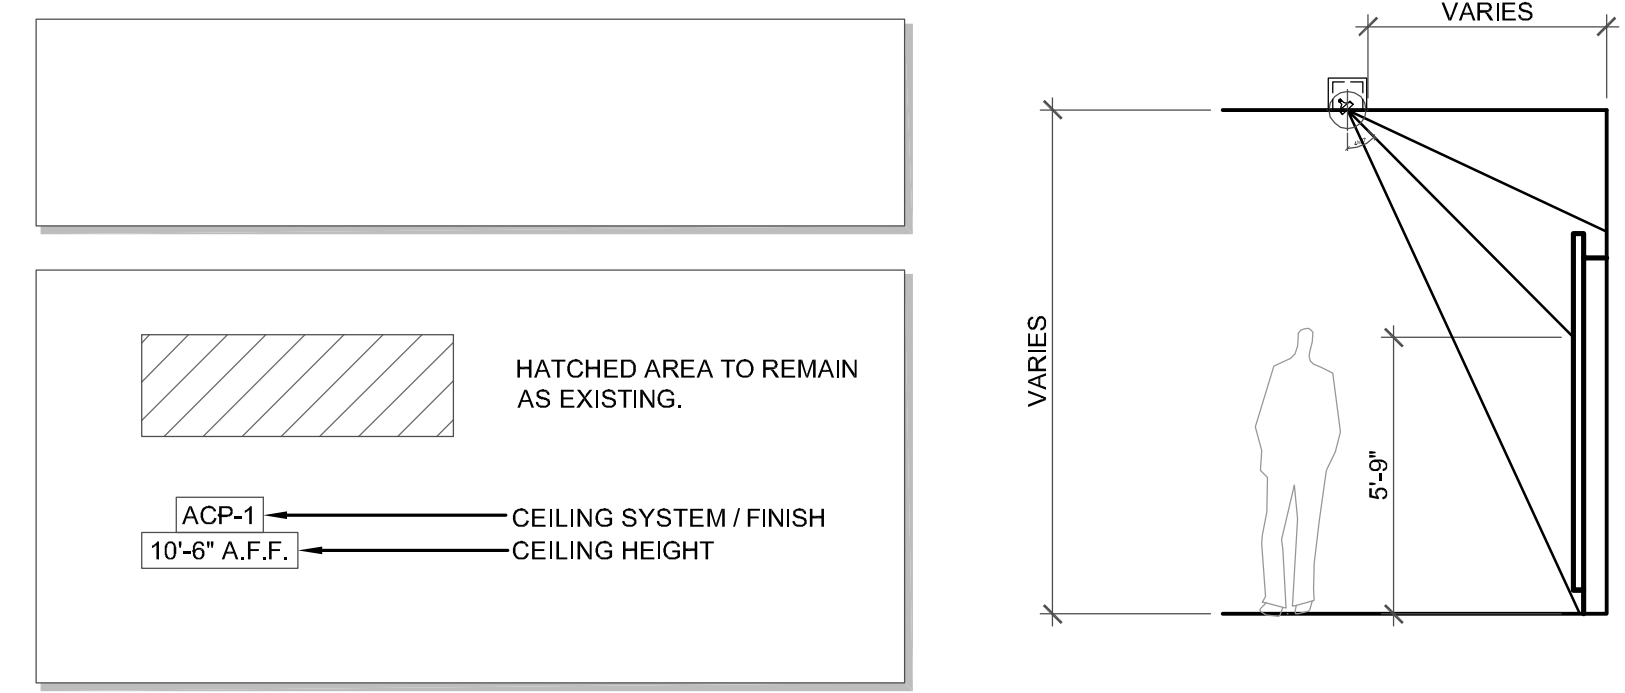 HATCHED AREA TO REMAIN
AS EXISTING.
ACP-1
CEILING SYSTEM / FINISH
10'-6" A.F.F.
CEILING HEIGHT
VARIES
VARIES
5'-9"